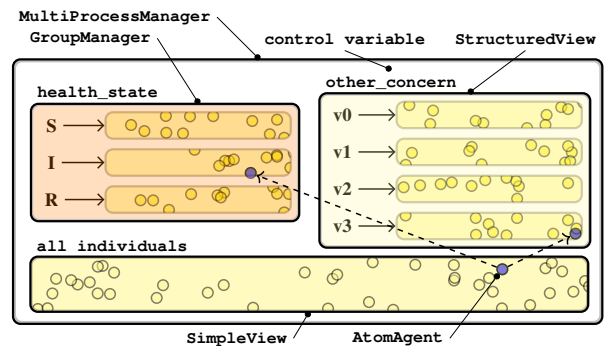 MultiProcessManager
GroupManager
control variable
StructuredView
health_state
other_concern
S
I
R
v0
v1
v2
v3
all individuals
SimpleView
AtomAgent